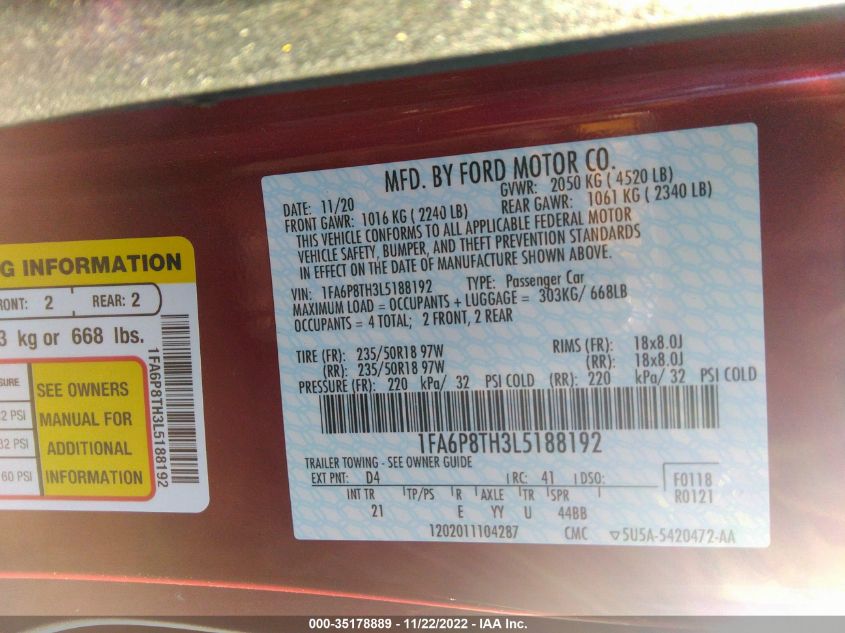 G INFORMATION
RONT: 2 REAR: 2
3 kg or 668 lbs.
SURE
2 PSI
32 PSI
60 PSI
SEE OWNERS
MANUAL FOR
ADDITIONAL
INFORMATION
1FA6P8TH3L5188192
MFD. BY FORD MOTOR CO.
DATE: 11/20 GVWR: 2050 KG ( 4520 LB)
FRONT GAWR: 1016 KG ( 2240 LB) REAR GAWR: 1061 KG ( 2340 LB)
THIS VEHICLE CONFORMS TO ALL APPLICABLE FEDERAL MOTOR
VEHICLE SAFETY, BUMPER, AND THEFT PREVENTION STANDARDS
IN EFFECT ON THE DATE OF MANUFACTURE SHOWN ABOVE.
VIN: 1FA6P8TH3L5188192 TYPE: Passenger Car
MAXIMUM LOAD = OCCUPANTS + LUGGAGE = 303KG/ 668LB
OCCUPANTS = 4 TOTAL; 2 FRONT, 2 REAR
TIRE (FR): 235/50R18 97W RIMS (FR): 18x8.0J
(RR): 235/50R18 97W (RR): 18x8.0J
PRESSURE (FR): 220 kPa/ 32 PSI COLD (RR): 220 kPa/ 32 PSI COLD
1FA6P8TH3L5188192
TRAILER TOWING - SEE OWNER GUIDE
EXT PNT: D4 RC: 41 DSO: F0118
R0121
INT TR TP/PS R AXLE TR SPR
21 E YY U 44BB
1202011104287 CMC ▽5U5A-5420472-AA
000-35178889 - 11/22/2022 - IAA Inc.